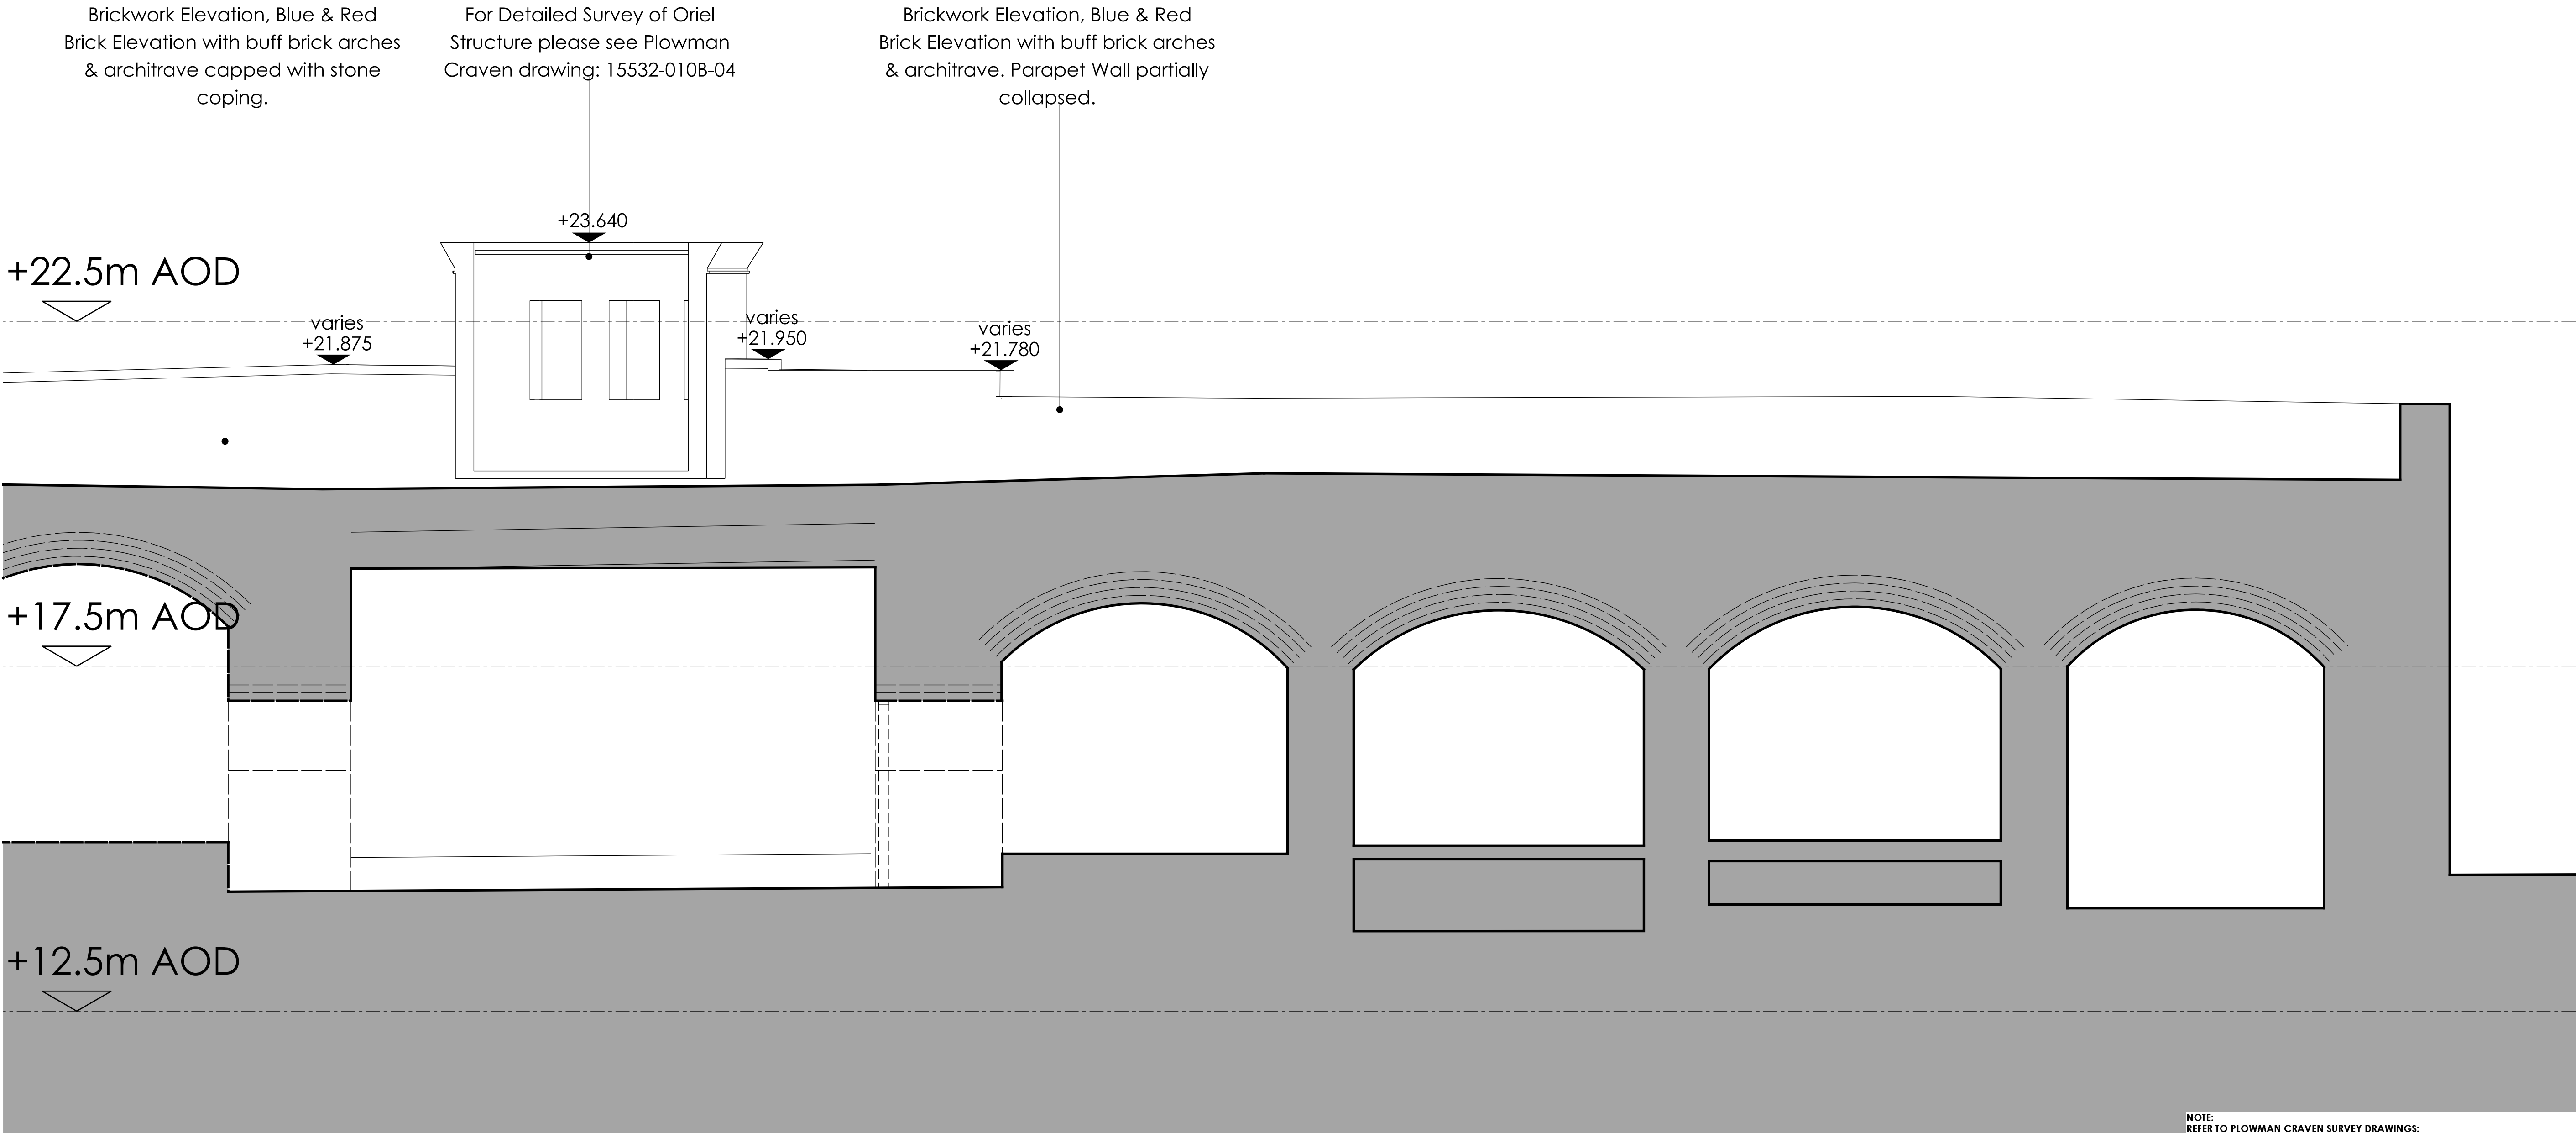 Brickwork Elevation, Blue & Red
Brick Elevation with buff brick arches
& architrave capped with stone
coping.
For Detailed Survey of Oriel
Structure please see Plowman
Craven drawing: 15532-010B-04
Brickwork Elevation, Blue & Red
Brick Elevation with buff brick arches
& architrave. Parapet Wall partially
collapsed.
+23.640
+22.5m AOD
varies
+21.875
varies
+21.950
varies
+21.780
+17.5m AOD
+12.5m AOD
NOTE:
REFER TO PLOWMAN CRAVEN SURVEY DRAWINGS: